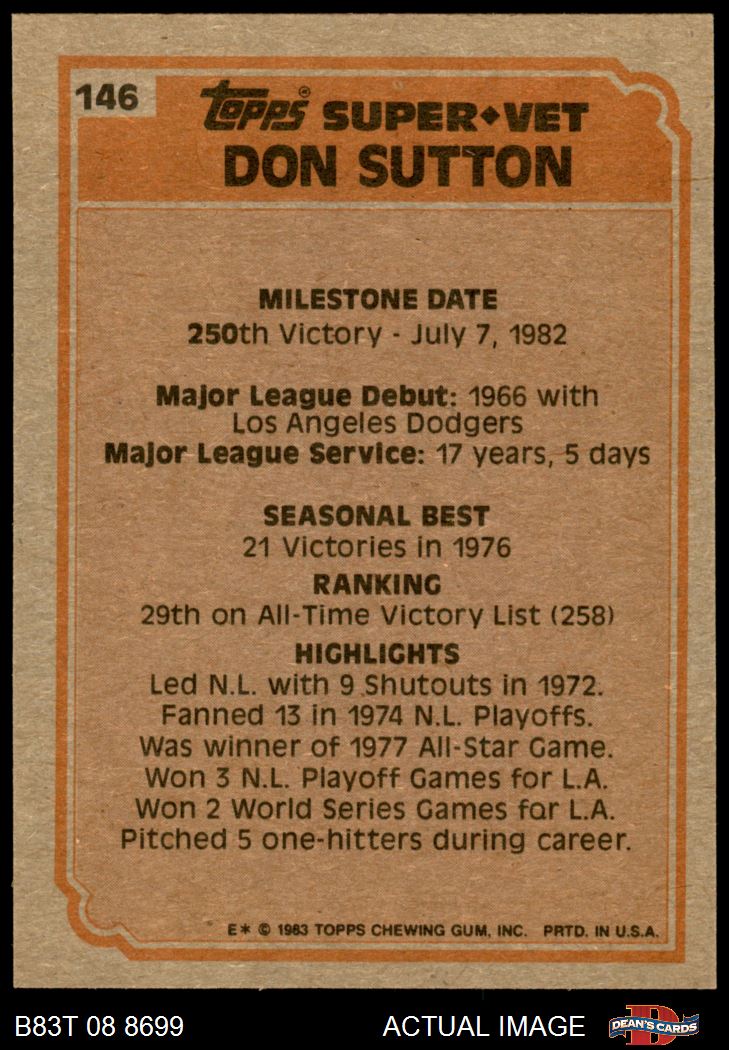 146
Topps® SUPER◆VET
DON SUTTON
MILESTONE DATE
250th Victory - July 7, 1982
Major League Debut: 1966 with
Los Angeles Dodgers
Major League Service: 17 years, 5 days
SEASONAL BEST
21 Victories in 1976
RANKING
29th on All-Time Victory List (258)
HIGHLIGHTS
Led N.L. with 9 Shutouts in 1972.
Fanned 13 in 1974 N.L. Playoffs.
Was winner of 1977 All-Star Game.
Won 3 N.L. Playoff Games for L.A.
Won 2 World Series Games for L.A.
Pitched 5 one-hitters during career.
E* © 1983 TOPPS CHEWING GUM, INC. PRTD. IN U.S.A.
B83T 08 8699 ACTUAL IMAGE D DEAN'S CARDS